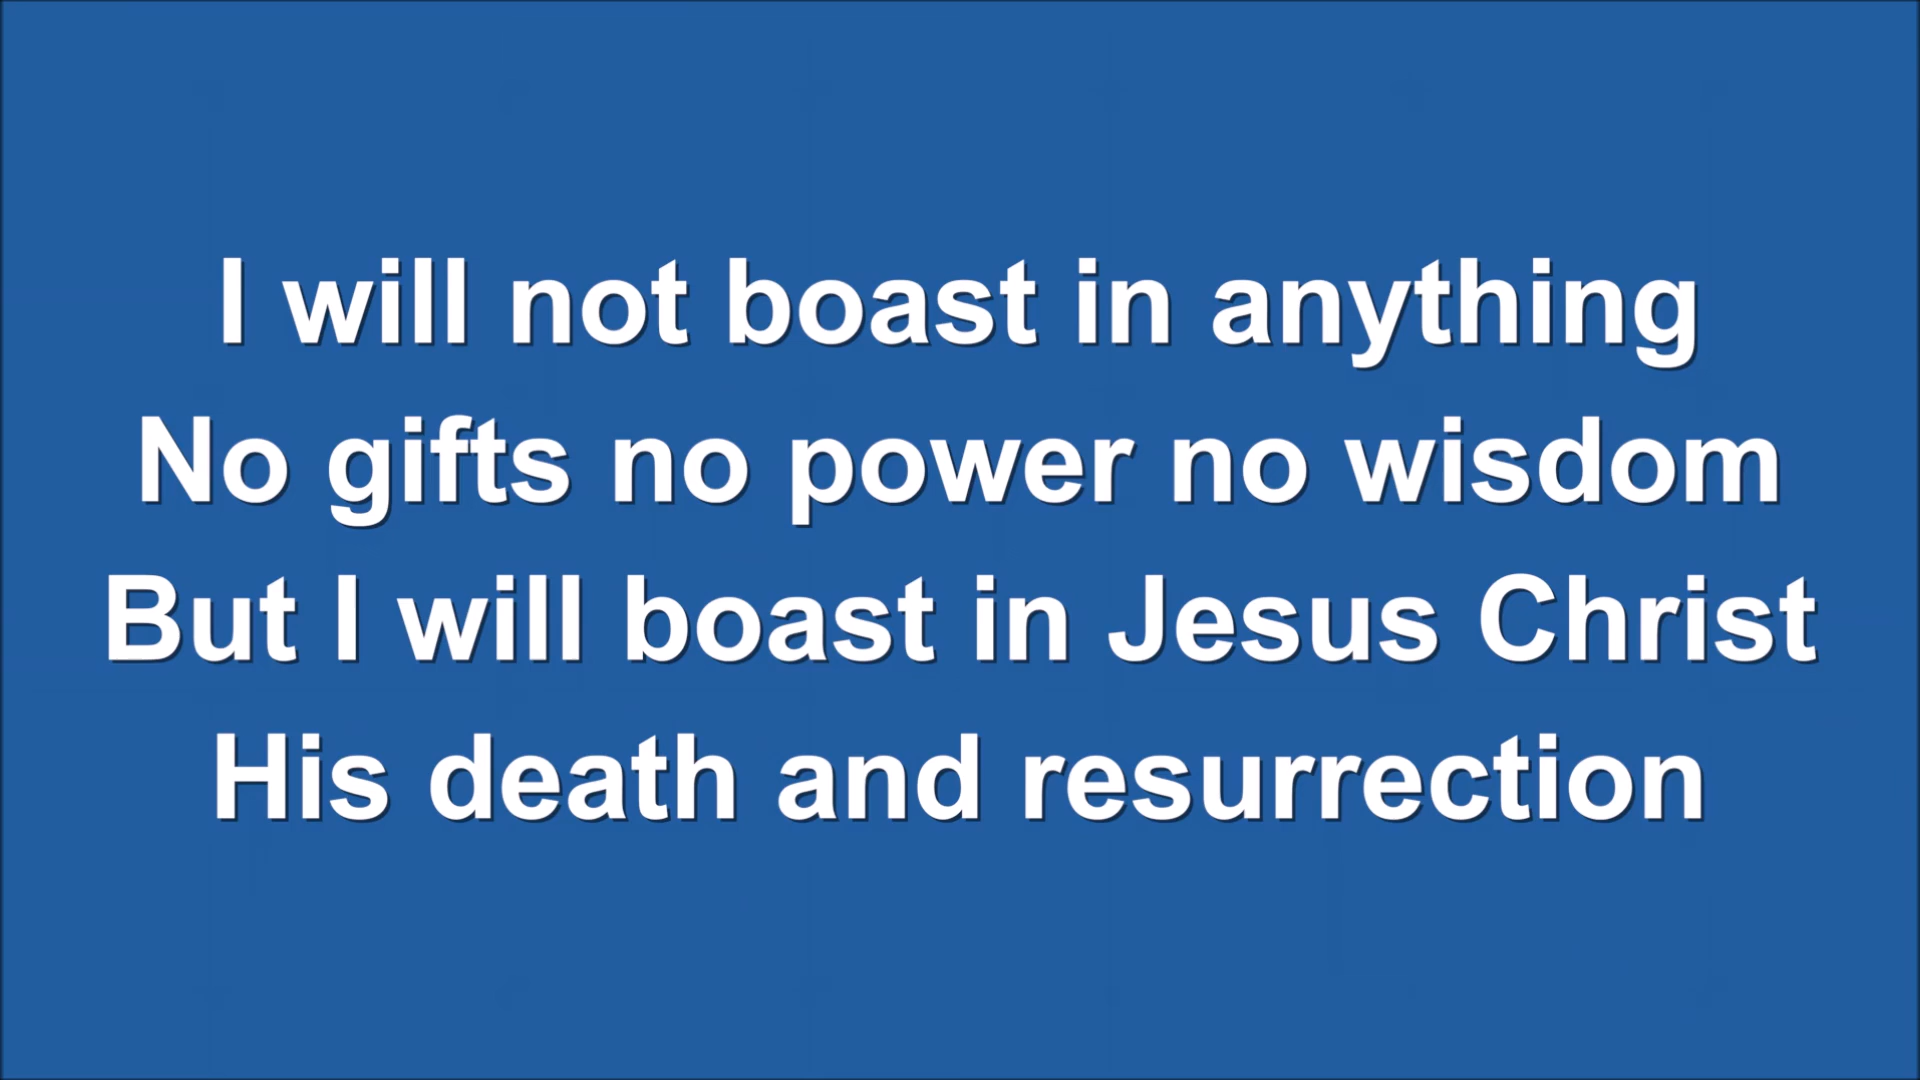 I will not boast in anything
No gifts no power no wisdom
But I will boast in Jesus Christ
His death and resurrection